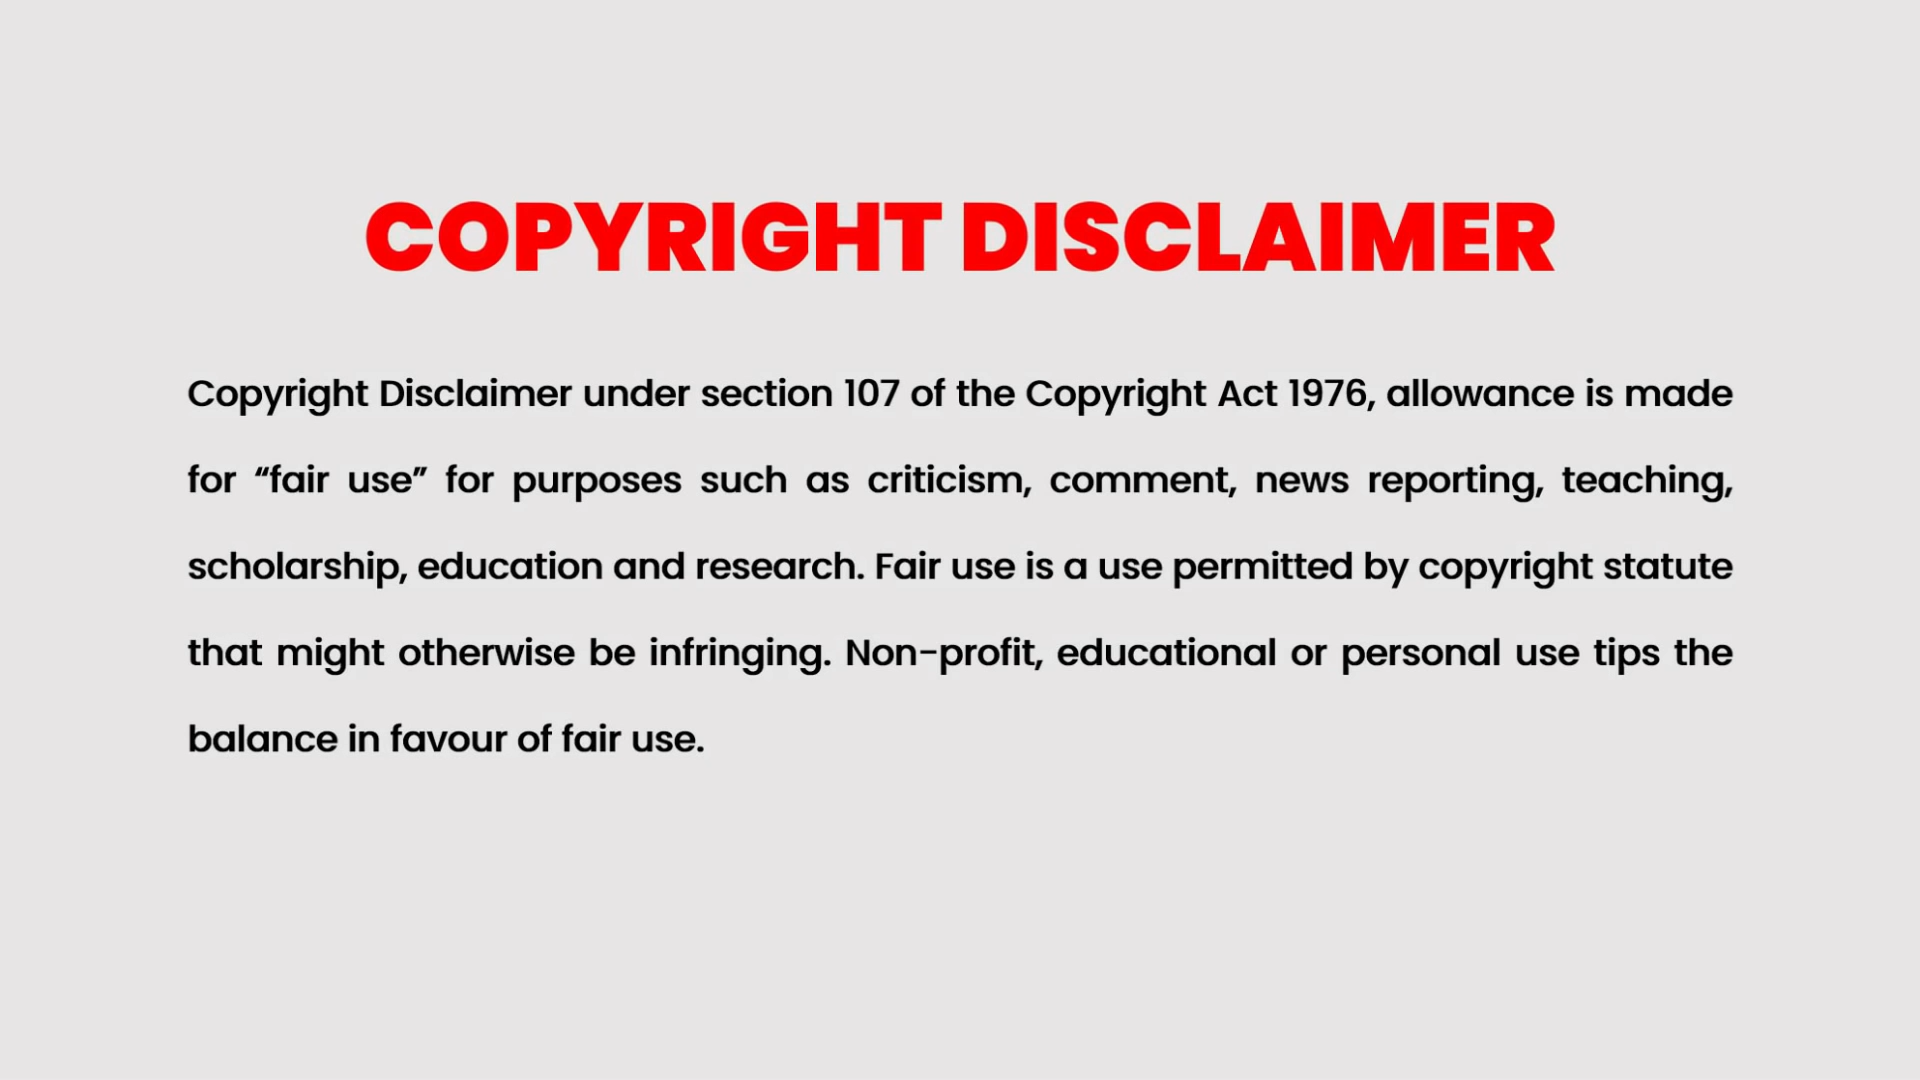 COPYRIGHT DISCLAIMER
Copyright Disclaimer under section 107 of the Copyright Act 1976, allowance is made
for “fair use” for purposes such as criticism, comment, news reporting, teaching,
scholarship, education and research. Fair use is a use permitted by copyright statute
that might otherwise be infringing. Non-profit, educational or personal use tips the
balance in favour of fair use.